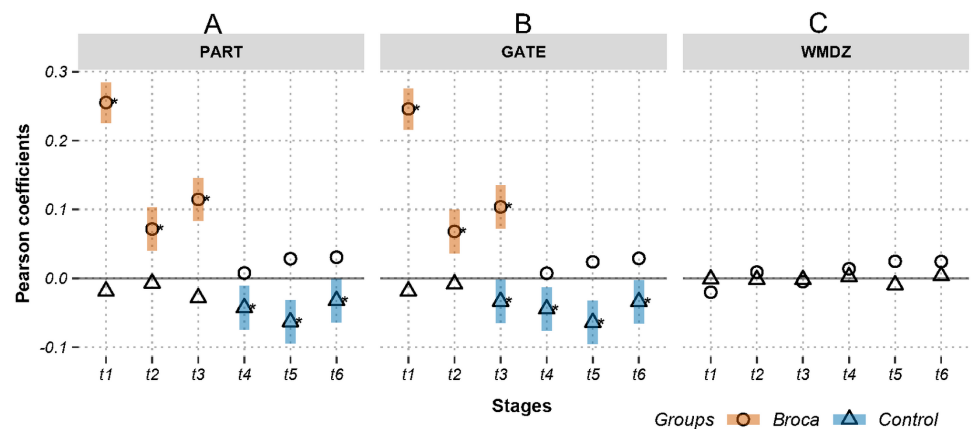 A B C
PART GATE WMDZ
Pearson coefficients
0.3
0.2
0.1
0.0
-0.1
* * * * * *
* * * * * * *
t1 t2 t3 t4 t5 t6 t1 t2 t3 t4 t5 t6 t1 t2 t3 t4 t5 t6
Stages
Groups Broca Control